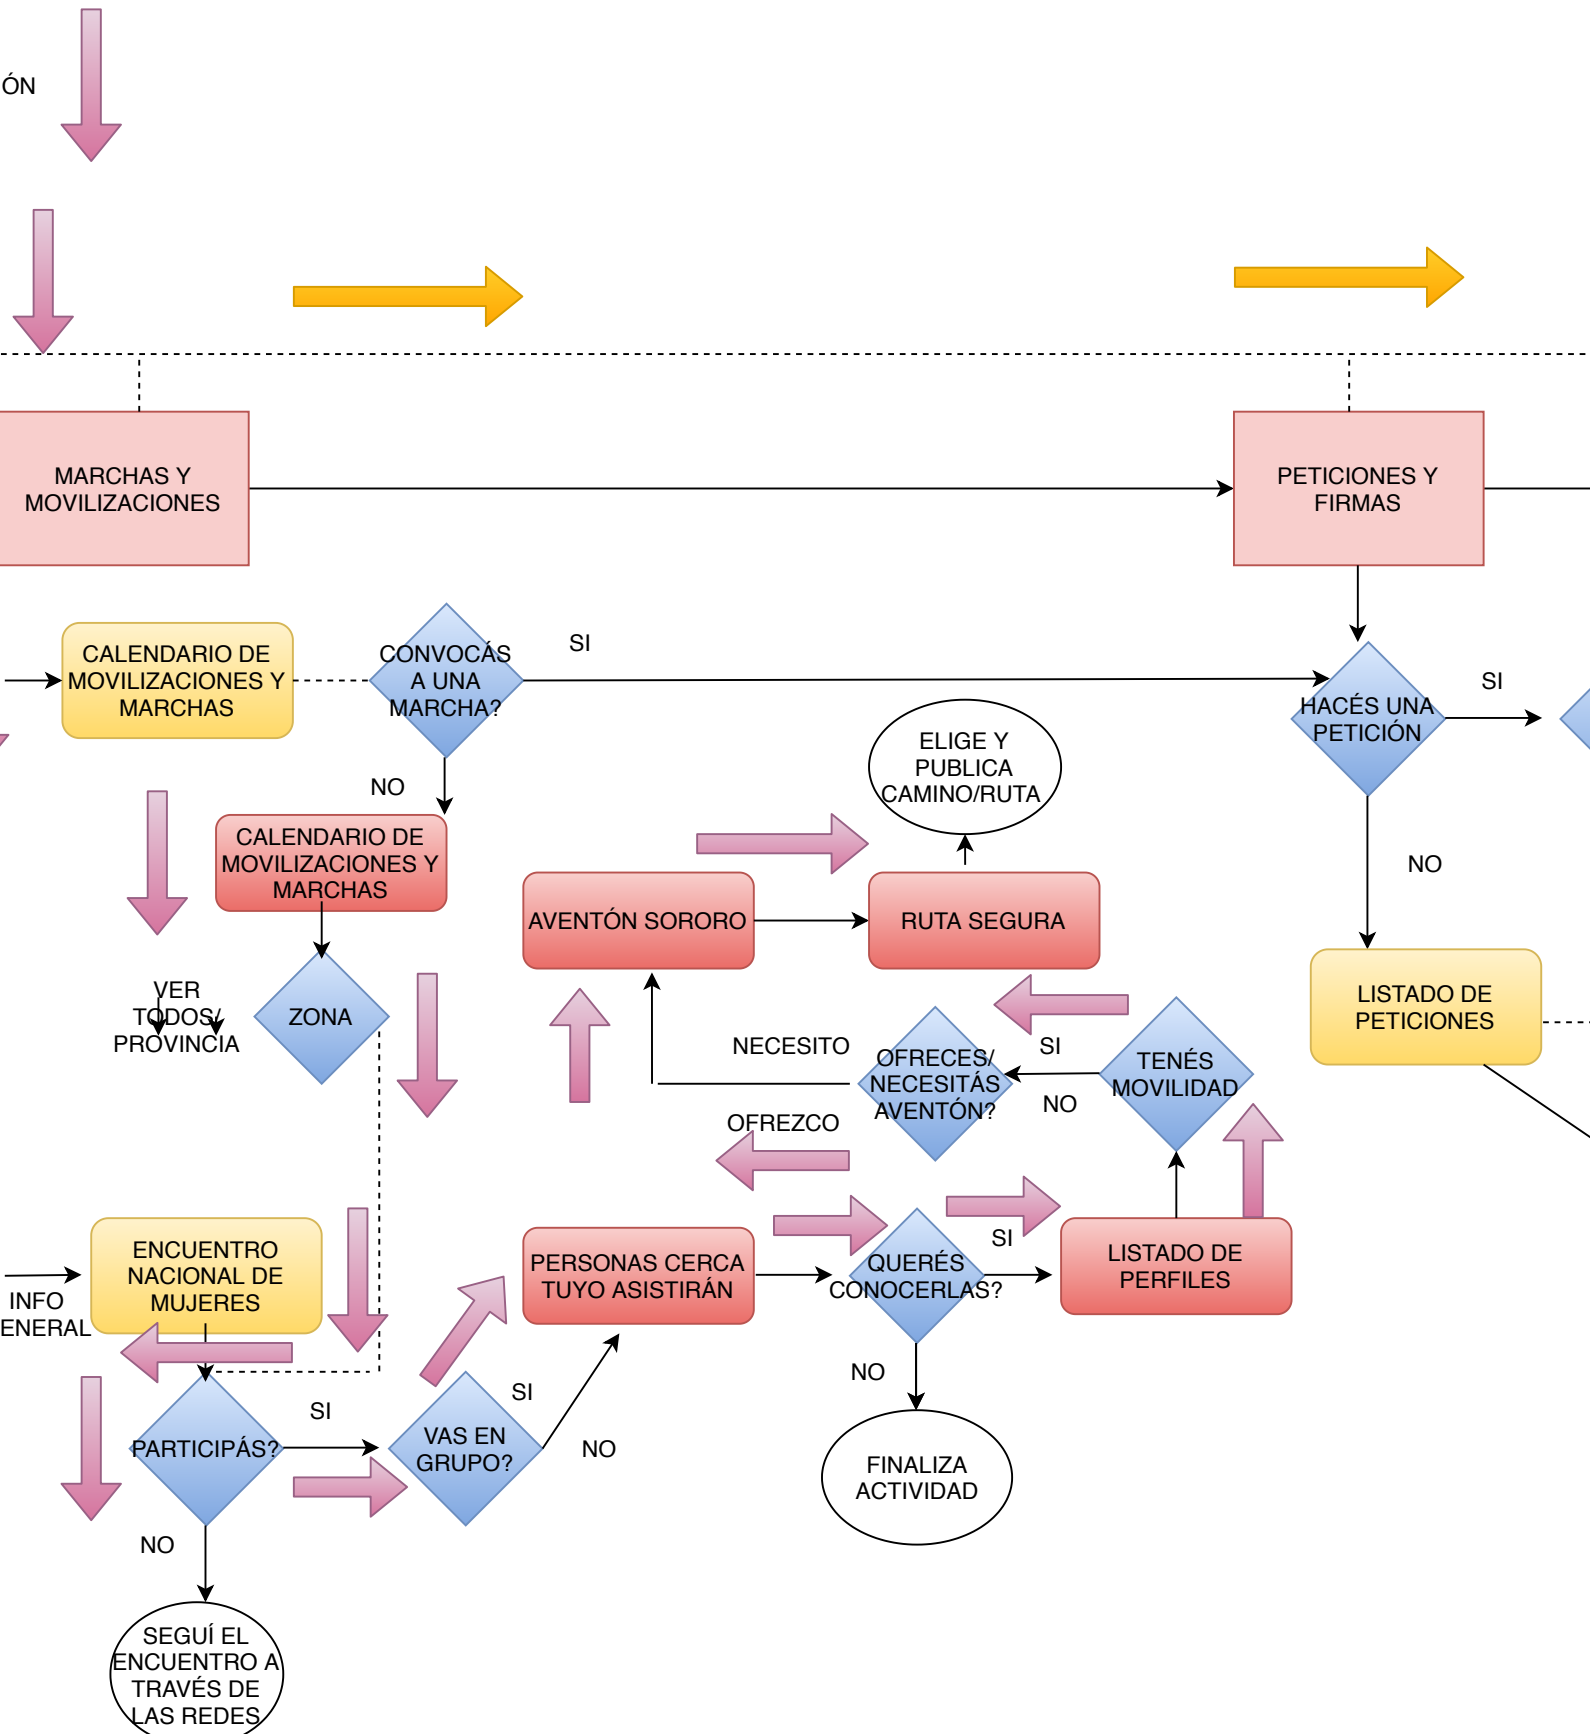 ÓN
MARCHAS Y
MOVILIZACIONES
PETICIONES Y
FIRMAS
CALENDARIO DE
MOVILIZACIONES Y
MARCHAS
CONVOCÁS
A UNA
MARCHA?
SI
NO
HACÉS UNA
PETICIÓN
SI
NO
ELIGE Y
PUBLICA
CAMINO/RUTA
CALENDARIO DE
MOVILIZACIONES Y
MARCHAS
AVENTÓN SORORO
RUTA SEGURA
VER
TODOS/
PROVINCIA
ZONA
LISTADO DE
PETICIONES
NECESITO
OFREZCO
OFRECES/
NECESITÁS
AVENTÓN?
SI
NO
TENÉS
MOVILIDAD
INFO
ENERAL
ENCUENTRO
NACIONAL DE
MUJERES
PERSONAS CERCA
TUYO ASISTIRÁN
QUERÉS
CONOCERLAS?
SI
LISTADO DE
PERFILES
NO
FINALIZA
ACTIVIDAD
PARTICIPÁS?
SI
VAS EN
GRUPO?
SI
NO
NO
SEGUÍ EL
ENCUENTRO A
TRAVÉS DE
LAS REDES